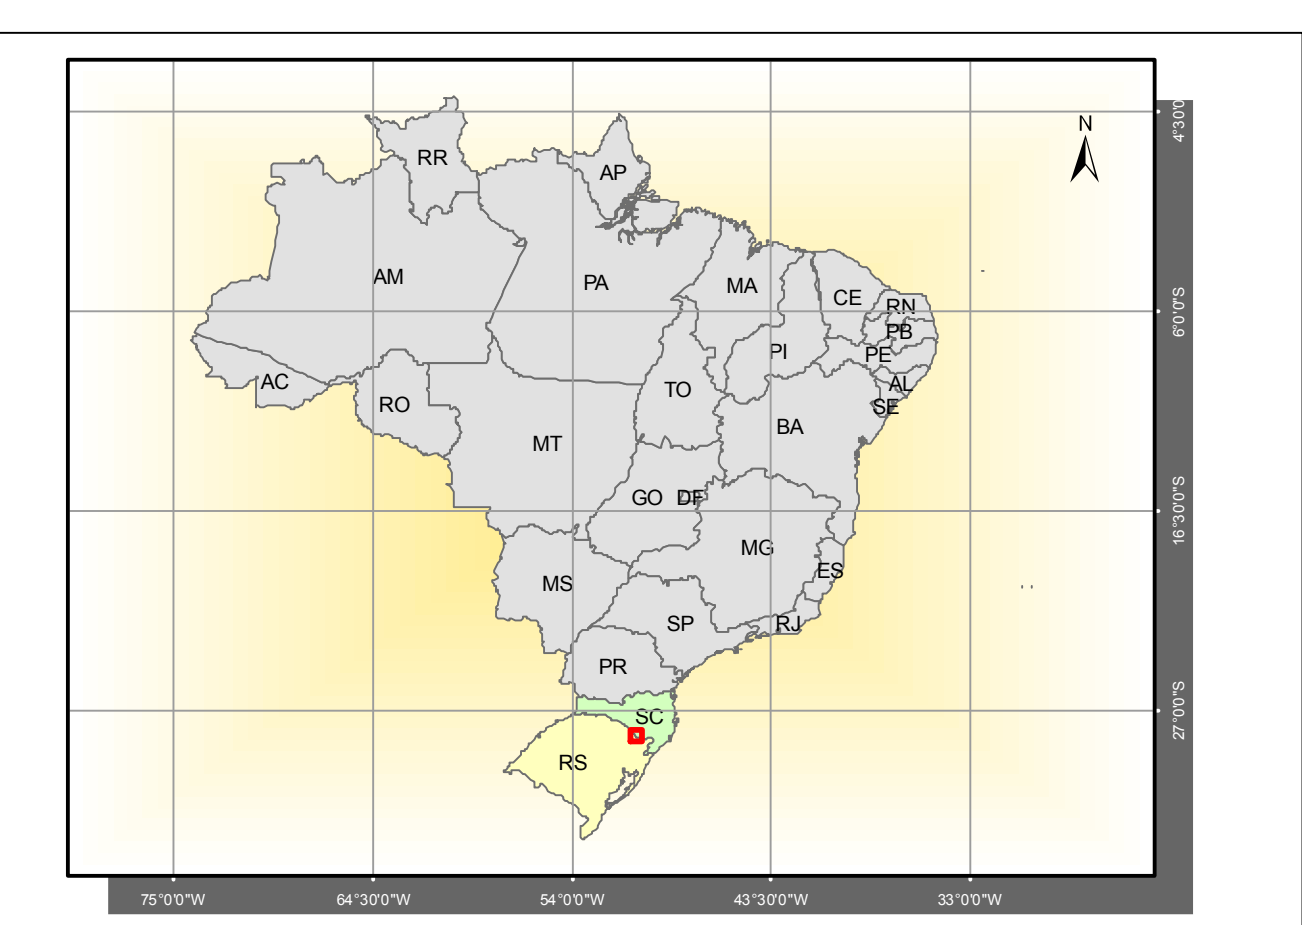 N
4°30'0
RR
AP
AM
PA
MA
CE
RN
6°0'0"S
PB
PI
PE
AC
TO
AL
RO
SE
BA
MT
GO
DF
16°30'0"S
MG
ES
MS
SP
RJ
PR
SC
27°0'0"S
RS
75°0'0"W
64°30'0"W
54°0'0"W
43°30'0"W
33°0'0"W